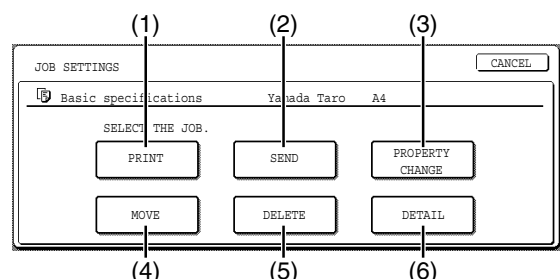 (1) (2) (3)
JOB SETTINGS CANCEL
Basic specifications Yamada Taro A4
SELECT THE JOB.
PRINT SEND PROPERTY CHANGE
MOVE DELETE DETAIL
(4) (5) (6)